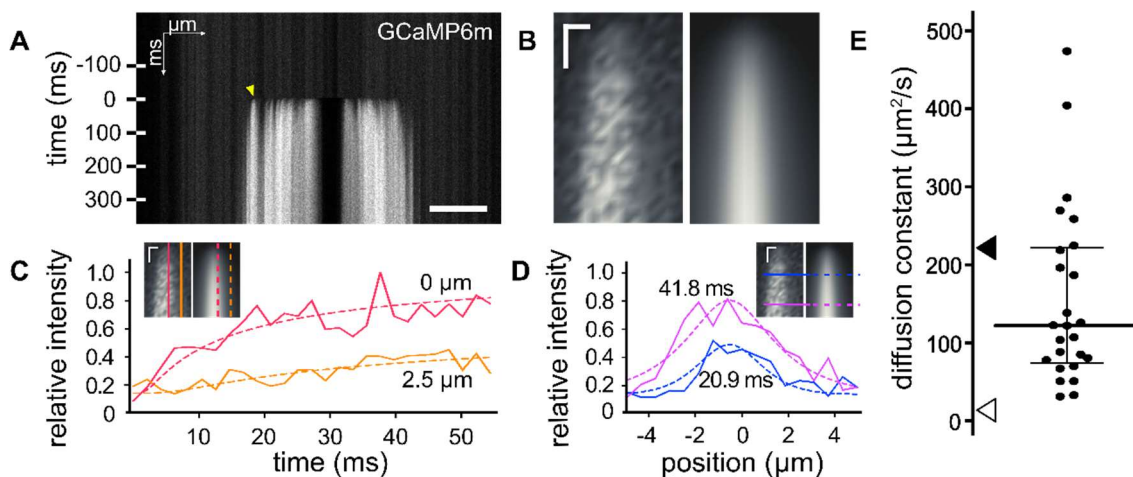 A
µm
ms
GCaMP6m
time (ms)
-100
0
100
200
300
B
C
relative intensity
1.0
0.8
0.6
0.4
0.2
0
0 µm
2.5 µm
10
20
30
40
50
time (ms)
D
relative intensity
1.0
0.8
0.6
0.4
0.2
0
41.8 ms
20.9 ms
-4
-2
0
2
4
position (µm)
E
diffusion constant (µm²/s)
500
400
300
200
100
0